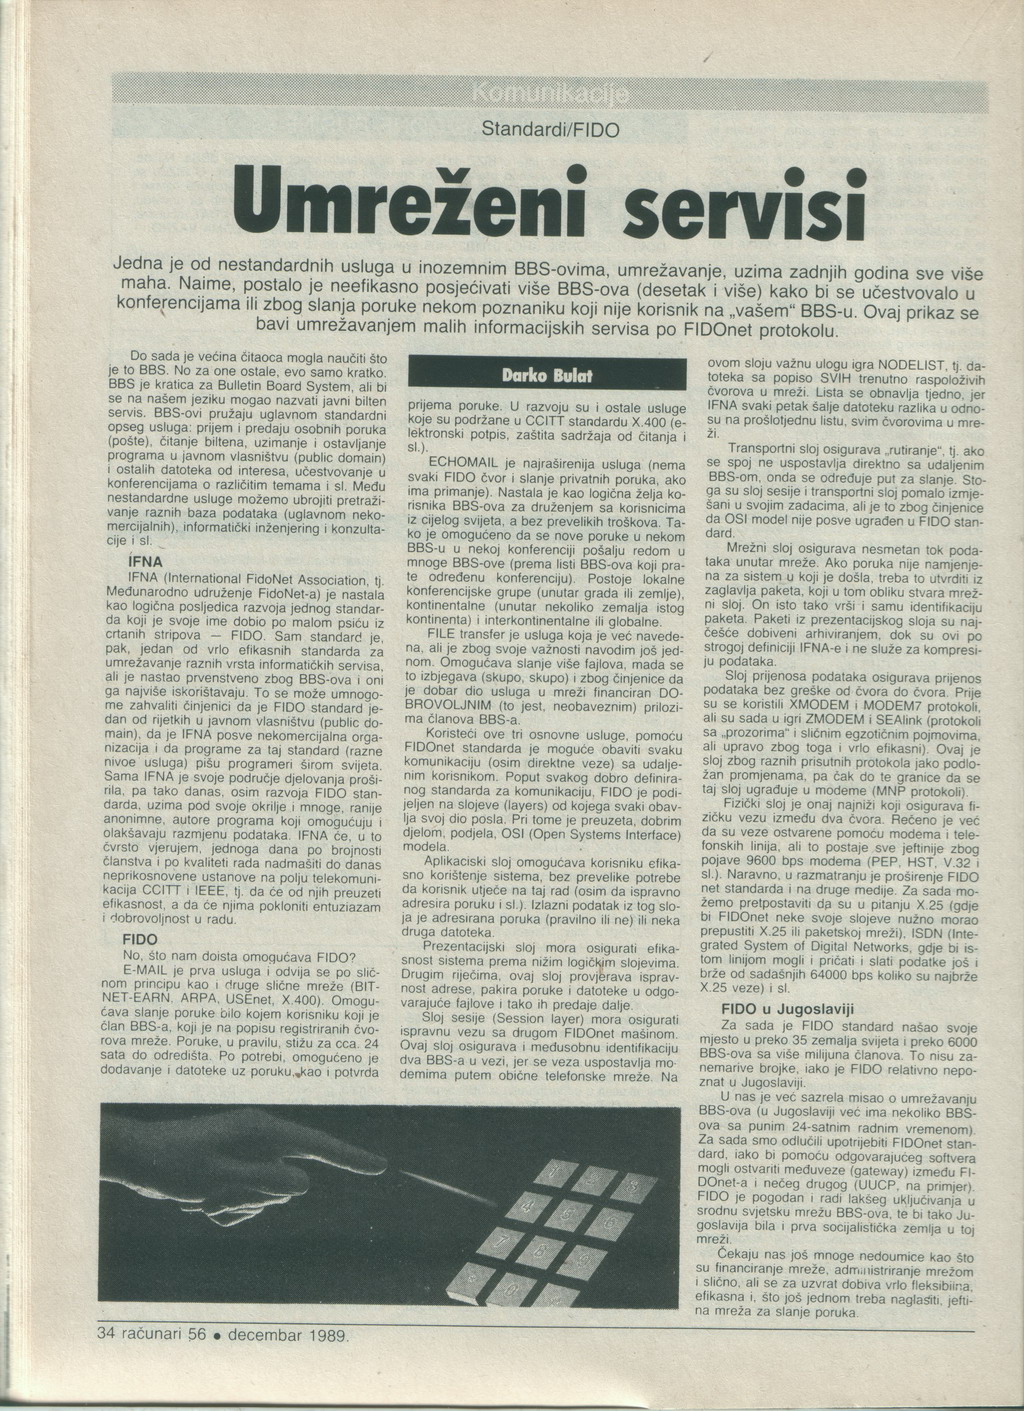 Komunikacije
Standardi/FIDO
Umreženi servisi
Jedna je od nestandardnih usluga u inozemnim BBS-ovima, umrežavanje, uzima zadnjih godina sve više
maha. Naime, postalo je neefikasno posjećivati više BBS-ova (desetak i više) kako bi se učestvovalo u
konferencijama ili zbog slanja poruke nekom poznaniku koji nije korisnik na „vašem“ BBS-u. Ovaj prikaz se
bavi umrežavanjem malih informacijskih servisa po FIDOnet protokolu.
Do sada je većina čitaoca mogla naučiti što
je to BBS. No za one ostale, evo samo kratko.
BBS je kratica za Bulletin Board System, ali bi
se na našem jeziku mogao nazvati javni bilten
servis. BBS-ovi pružaju uglavnom standardni
opseg usluga: prijem i predaju osobnih poruka
(pošte), čitanje biltena, uzimanje i ostavljanje
programa u javnom vlasništvu (public domain)
i ostalih datoteka od interesa, učestvovanje u
konferencijama o različitim temama i sl. Među
nestandardne usluge možemo ubrojiti pretraži-
vanje raznih baza podataka (uglavnom neko-
mercijalnih), informatički inženjering i konzulta-
cije i sl.
IFNA
IFNA (International FidoNet Association, tj.
Međunarodno udruženje FidoNet-a) je nastala
kao logična posljedica razvoja jednog standar-
da koji je svoje ime dobio po malom psiću iz
crtanih stripova — FIDO. Sam standard je,
pak, jedan od vrlo efikasnih standarda za
umrežavanje raznih vrsta informatičkih servisa,
ali je nastao prvenstveno zbog BBS-ova i oni
ga najviše iskorištavaju. To se može umnogo-
me zahvaliti činjenici da je FIDO standard je-
dan od rijetkih u javnom vlasništvu (public do-
main), da je IFNA posve nekomercijalna orga-
nizacija i da programe za taj standard (razne
nivoe usluga) pišu programeri širom svijeta.
Sama IFNA je svoje područje djelovanja proši-
rila, pa tako danas, osim razvoja FIDO stan-
darda, uzima pod svoje okrilje i mnoge, ranije
anonimne, autore programa koji omogućuju i
olakšavaju razmjenu podataka. IFNA će, u to
čvrsto vjerujem, jednoga dana po brojnosti
članstva i po kvaliteti rada nadmašiti do danas
neprikosnovene ustanove na polju telekomuni-
kacija CCITT i IEEE, tj. da će od njih preuzeti
efikasnost, a da će njima pokloniti entuziazam
i dobrovoljnost u radu.
FIDO
No, što nam doista omogućava FIDO?
E-MAIL je prva usluga i odvija se po slič-
nom principu kao i druge slične mreže (BIT-
NET-EARN, ARPA, USEnet, X.400). Omogu-
ćava slanje poruke bilo kojem korisniku koji je
član BBS-a, koji je na popisu registriranih čvo-
rova mreže. Poruke, u pravilu, stižu za cca. 24
sata do odredišta. Po potrebi, omogućeno je
dodavanje i datoteke uz poruku, kao i potvrda
Darko Bulat
prijema poruke. U razvoju su i ostale usluge
koje su podržane u CCITT standardu X.400 (e-
lektronski potpis, zaštita sadržaja od čitanja i
sl.).
ECHOMAIL je najraširenija usluga (nema
svaki FIDO čvor i slanje privatnih poruka, ako
ima primanje). Nastala je kao logična želja ko-
risnika BBS-ova za druženjem sa korisnicima
iz cijelog svijeta, a bez prevelikih troškova. Ta-
ko je omogućeno da se nove poruke u nekom
BBS-u u nekoj konferenciji pošalju redom u
mnoge BBS-ove (prema listi BBS-ova koji pra-
te određenu konferenciju). Postoje lokalne
konferencijske grupe (unutar grada ili zemlje),
kontinentalne (unutar nekoliko zemalja istog
kontinenta) i interkontinentalne ili globalne.
FILE transfer je usluga koja je već navede-
na, ali je zbog svoje važnosti navodim još jed-
nom. Omogućava slanje više fajlova, mada se
to izbjegava (skupo, skupo) i zbog činjenice da
je dobar dio usluga u mreži financiran DO-
BROVOLJNIM (to jest, neobaveznim) prilozi-
ma članova BBS-a.
Koristeći ove tri osnovne usluge, pomoću
FIDOnet standarda je moguće obaviti svaku
komunikaciju (osim direktne veze) sa udalje-
nim korisnikom. Poput svakog dobro definira-
nog standarda za komunikaciju, FIDO je podi-
jeljen na slojeve (layers) od kojega svaki obav-
lja svoj dio posla. Pri tome je preuzeta, dobrim
djelom, podjela, OSI (Open Systems Interface)
modela.
Aplikaciski sloj omogućava korisniku efika-
sno korištenje sistema, bez prevelike potrebe
da korisnik utječe na taj rad (osim da ispravno
adresira poruku i sl.). Izlazni podatak iz tog slo-
ja je adresirana poruka (pravilno ili ne) ili neka
druga datoteka.
Prezentacijski sloj mora osigurati efika-
snost sistema prema nižim logičkim slojevima.
Drugim riječima, ovaj sloj provjerava isprav-
nost adrese, pakira poruke i datoteke u odgo-
varajuće fajlove i tako ih predaje dalje.
Sloj sesije (Session layer) mora osigurati
ispravnu vezu sa drugom FIDOnet mašinom.
Ovaj sloj osigurava i međusobnu identifikaciju
dva BBS-a u vezi, jer se veza uspostavlja mo-
demima putem obične telefonske mreže. Na
ovom sloju važnu ulogu igra NODELIST, tj. da-
toteka sa popiso SVIH trenutno raspoloživih
čvorova u mreži. Lista se obnavlja tjedno, jer
IFNA svaki petak šalje datoteku razlika u odno-
su na prošlotjednu listu, svim čvorovima u mre-
ži.
Transportni sloj osigurava „rutiranje“, tj. ako
se spoj ne uspostavlja direktno sa udaljenim
BBS-om, onda se određuje put za slanje. Sto-
ga su sloj sesije i transportni sloj pomalo izmje-
šani u svojim zadacima, ali je to zbog činjenice
da OSI model nije posve ugrađen u FIDO stan-
dard.
Mrežni sloj osigurava nesmetan tok poda-
taka unutar mreže. Ako poruka nije namjenje-
na za sistem u koji je došla, treba to utvrditi iz
zaglavlja paketa, koji u tom obliku stvara mrež-
ni sloj. On isto tako vrši i samu identifikaciju
paketa. Paketi iz prezentacijskog sloja su naj-
češće dobiveni arhiviranjem, dok su ovi po
strogoj definiciji IFNA-e i ne služe za kompresi-
ju podataka.
Sloj prijenosa podataka osigurava prijenos
podataka bez greške od čvora do čvora. Prije
su se koristili XMODEM i MODEM7 protokoli,
ali su sada u igri ZMODEM i SEAlink (protokoli
sa „prozorima“ i sličnim egzotičnim pojmovima,
ali upravo zbog toga i vrlo efikasni). Ovaj je
sloj zbog raznih prisutnih protokola jako podlo-
žan promjenama, pa čak do te granice da se
taj sloj ugrađuje u modeme (MNP protokoli).
Fizički sloj je onaj najniži koji osigurava fi-
zičku vezu između dva čvora. Rečeno je već
da su veze ostvarene pomoću modema i tele-
fonskih linija, ali to postaje sve jeftinije zbog
pojave 9600 bps modema (PEP, HST, V.32 i
sl.). Naravno, u razmatranju je proširenje FIDO
net standarda i na druge medije. Za sada mo-
žemo pretpostaviti da su u pitanju X.25 (gdje
bi FIDOnet neke svoje slojeve nužno morao
prepustiti X.25 ili paketskoj mreži), ISDN (Inte-
grated System of Digital Networks, gdje bi is-
tom linijom mogli i pričati i slati podatke još i
brže od sadašnjih 64000 bps koliko su najbrže
X.25 veze) i sl.
FIDO u Jugoslaviji
Za sada je FIDO standard našao svoje
mjesto u preko 35 zemalja svijeta i preko 6000
BBS-ova sa više milijuna članova. To nisu za-
nemarive brojke, iako je FIDO relativno nepo-
znat u Jugoslaviji.
U nas je već sazrela misao o umrežavanju
BBS-ova (u Jugoslaviji već ima nekoliko BBS-
ova sa punim 24-satnim radnim vremenom).
Za sada smo odlučili upotrijebiti FIDOnet stan-
dard, iako bi pomoću odgovarajućeg softvera
mogli ostvariti međuveze (gateway) između FI-
DOnet-a i nečeg drugog (UUCP, na primjer).
FIDO je pogodan i radi lakšeg uključivanja u
srodnu svjetsku mrežu BBS-ova, te bi tako Ju-
goslavija bila i prva socijalistička zemlja u toj
mreži.
Čekaju nas još mnoge nedoumice kao što
su financiranje mreže, administriranje mrežom
i slično, ali se za uzvrat dobiva vrlo fleksibilna,
efikasna i, što još jednom treba naglasiti, jefti-
na mreža za slanje poruka.
34 računari 56 • decembar 1989.